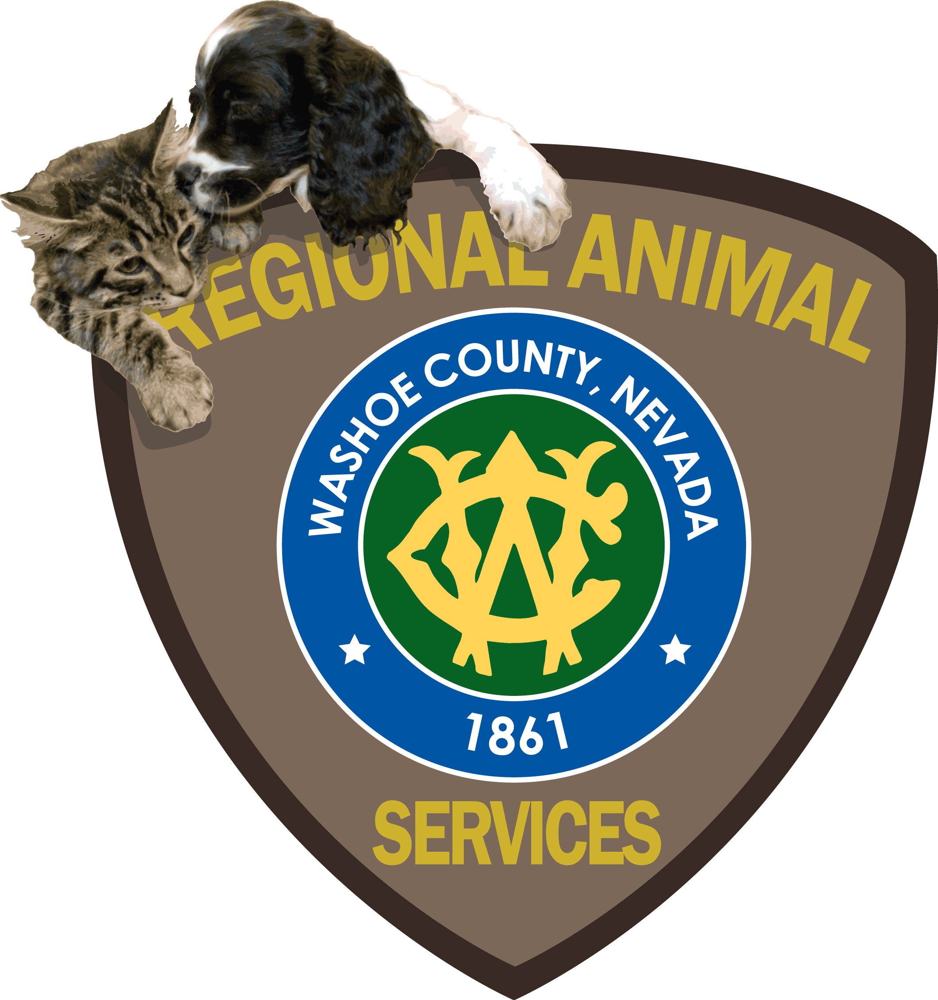 REGIONAL ANIMAL
WASHOE COUNTY, NEVADA
1861
SERVICES